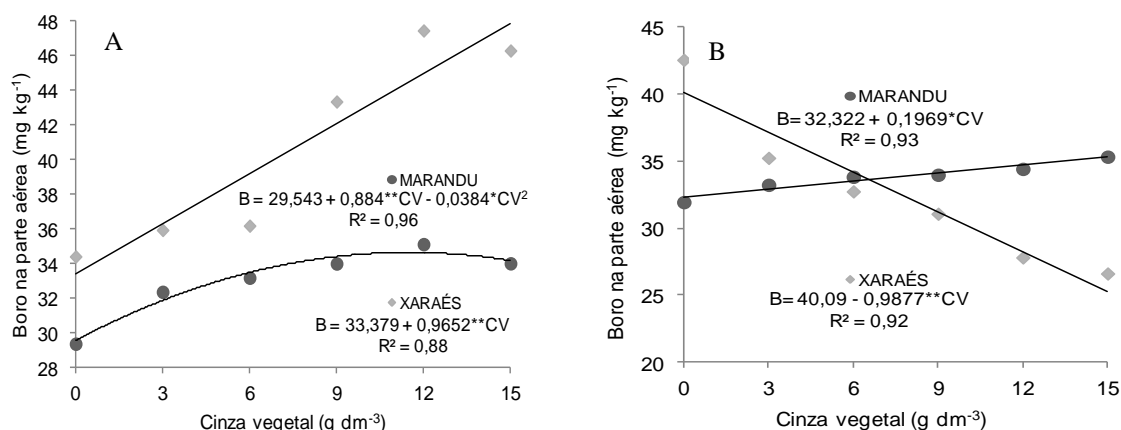 A
Boro na parte aérea (mg kg⁻¹)
48
46
44
42
40
38
36
34
32
30
28
MARANDU
B = 29,543 + 0,884**CV - 0,0384*CV²
R² = 0,96
XARAÉS
B = 33,379 + 0,9652**CV
R² = 0,88
0 3 6 9 12 15
Cinza vegetal (g dm⁻³)
B
Boro na parte aérea (mg kg⁻¹)
45
40
35
30
25
20
MARANDU
B= 32,322 + 0,1969*CV
R² = 0,93
XARAÉS
B= 40,09 - 0,9877**CV
R² = 0,92
0 3 6 9 12 15
Cinza vegetal (g dm⁻³)